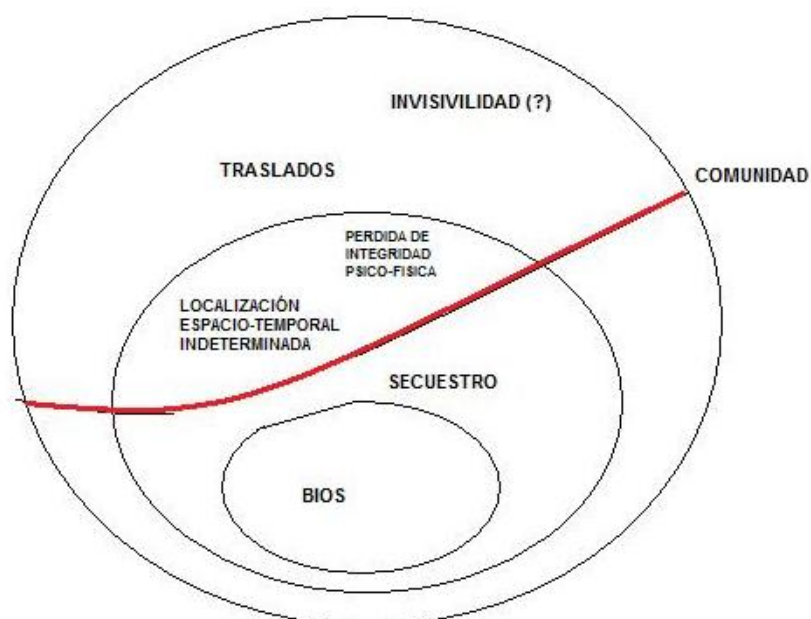 INVISIVILIDAD (?)
TRASLADOS
COMUNIDAD
PERDIDA DE
INTEGRIDAD
PSICO-FISICA
LOCALIZACIÓN
ESPACIO-TEMPORAL
INDETERMINADA
SECUESTRO
BIOS